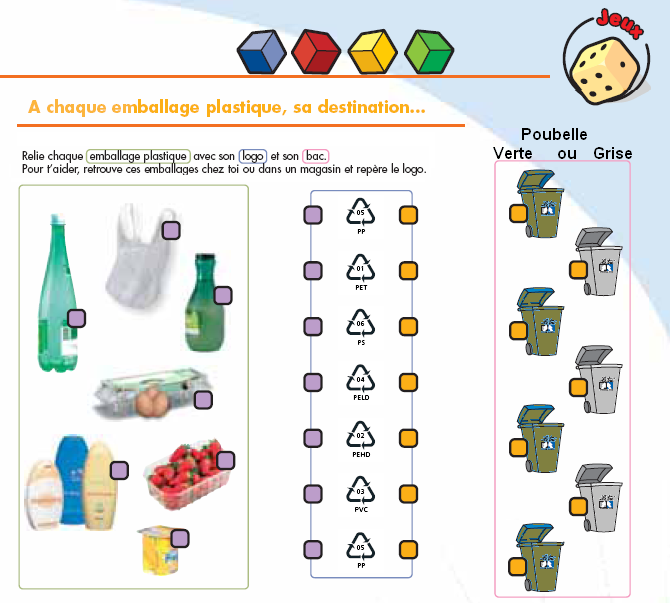 Jeux
A chaque emballage plastique, sa destination...
Poubelle
Verte ou Grise
Relie chaque emballage plastique avec son logo et son bac.
Pour t'aider, retrouve ces emballages chez toi ou dans un magasin et repère le logo.
05
PP
01
PET
06
PS
04
PELD
02
PEHD
03
PVC
05
PP